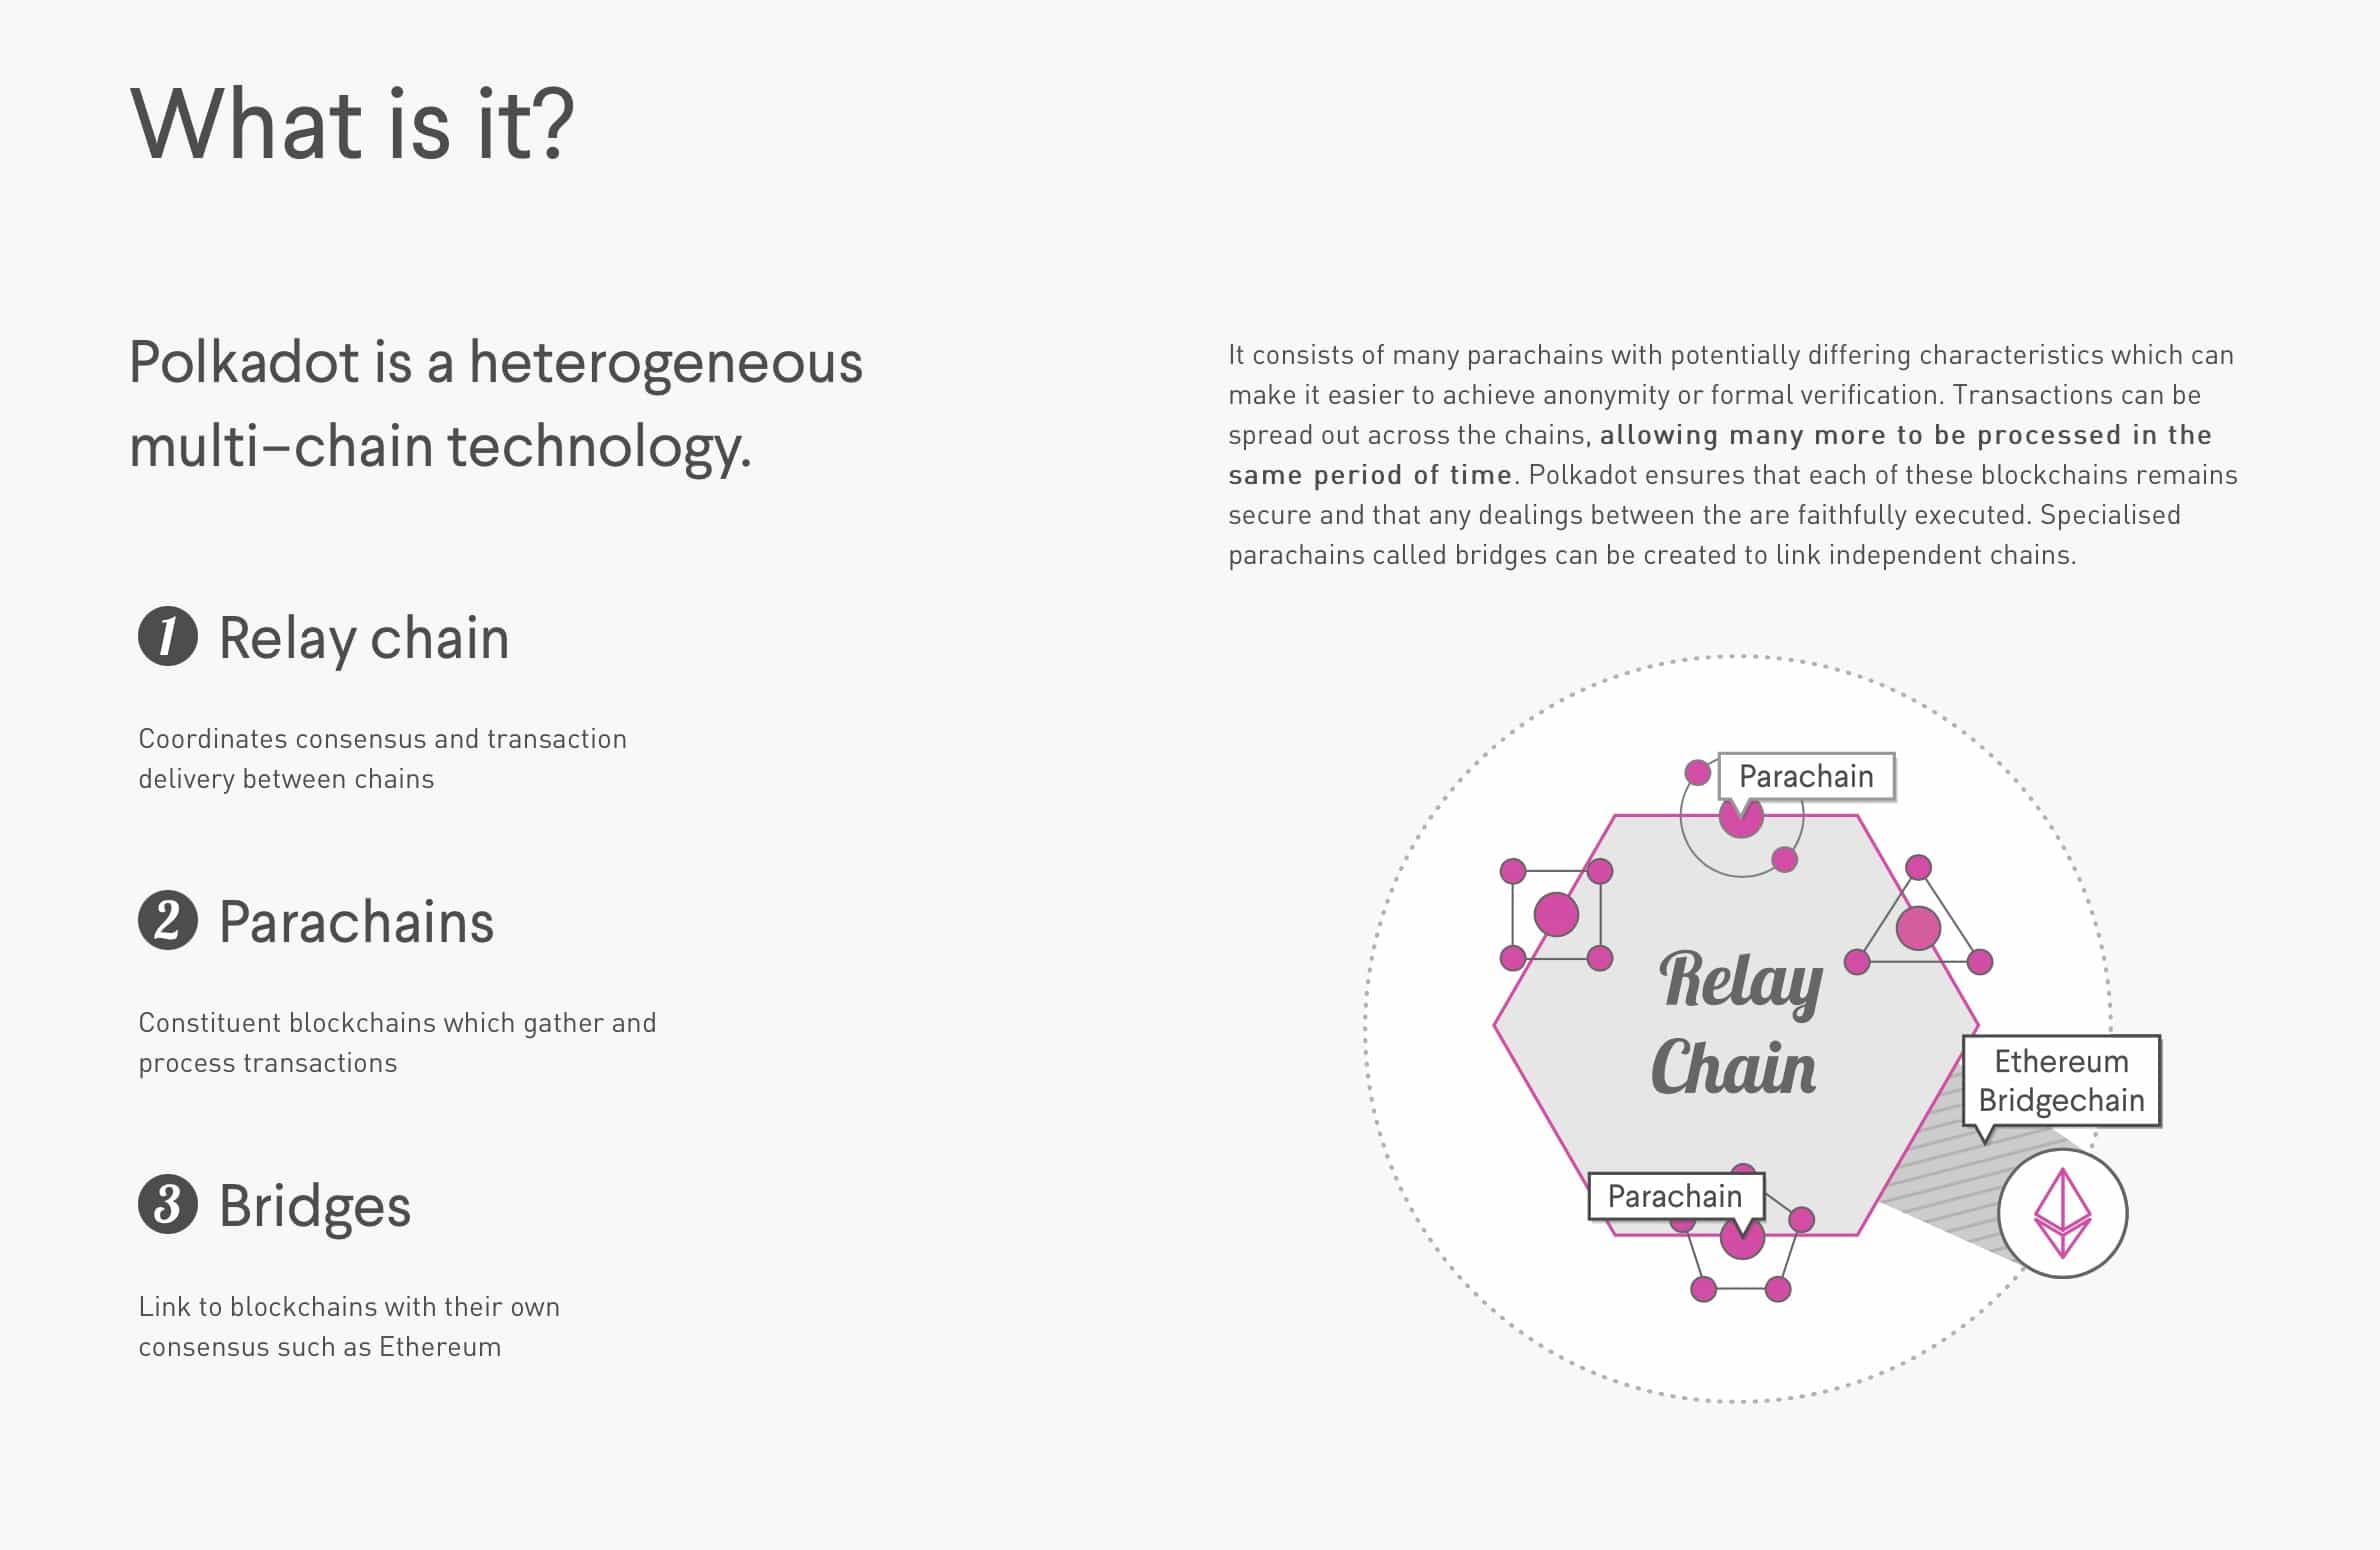 What is it?
Polkadot is a heterogeneous
multi–chain technology.
1 Relay chain
Coordinates consensus and transaction
delivery between chains
2 Parachains
Constituent blockchains which gather and
process transactions
3 Bridges
Link to blockchains with their own
consensus such as Ethereum
It consists of many parachains with potentially differing characteristics which can
make it easier to achieve anonymity or formal verification. Transactions can be
spread out across the chains, allowing many more to be processed in the
same period of time. Polkadot ensures that each of these blockchains remains
secure and that any dealings between the are faithfully executed. Specialised
parachains called bridges can be created to link independent chains.
Parachain
Relay
Chain
Ethereum
Bridgechain
Parachain